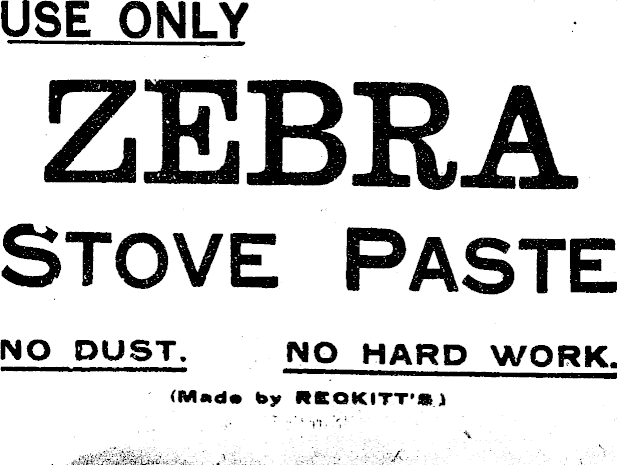 USE ONLY
ZEBRA
STOVE PASTE
NO DUST. NO HARD WORK.
(Made by RECKITT'S.)